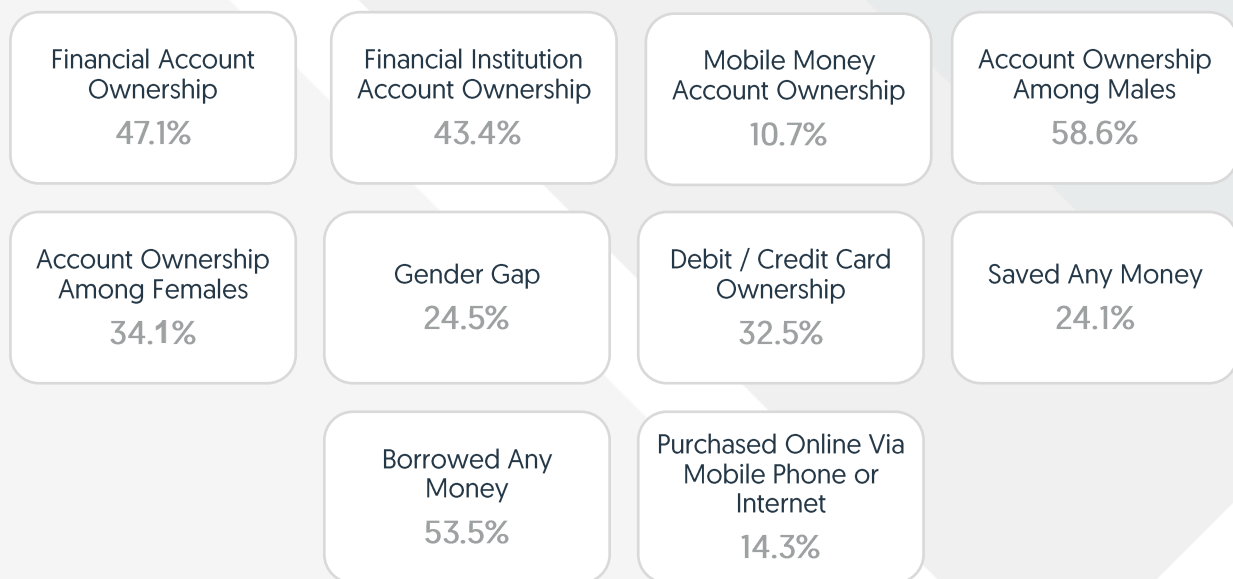 Financial Account
Ownership
47.1%
Financial Institution
Account Ownership
43.4%
Mobile Money
Account Ownership
10.7%
Account Ownership
Among Males
58.6%
Account Ownership
Among Females
34.1%
Gender Gap
24.5%
Debit / Credit Card
Ownership
32.5%
Saved Any Money
24.1%
Borrowed Any
Money
53.5%
Purchased Online Via
Mobile Phone or
Internet
14.3%